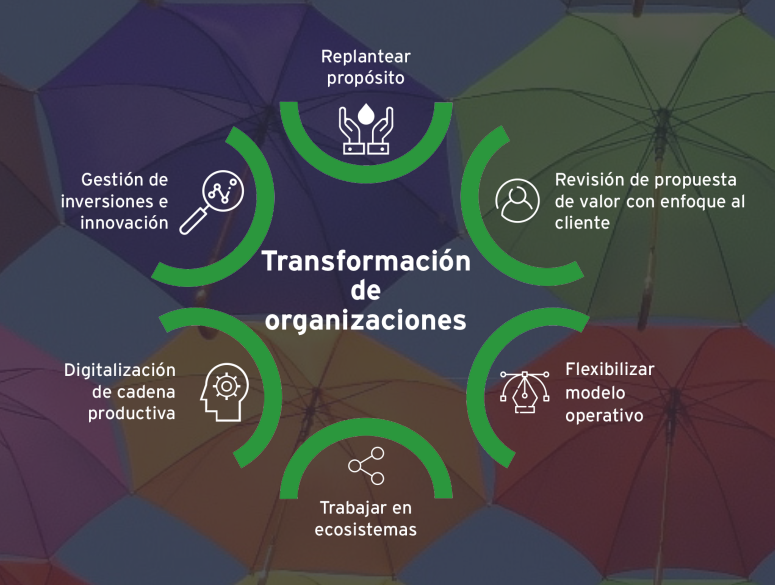 Replantear
propósito
Gestión de
inversiones e
innovación
Revisión de propuesta
de valor con enfoque al
cliente
Transformación
de
organizaciones
Digitalización
de cadena
productiva
Flexibilizar
modelo
operativo
Trabajar en
ecosistemas